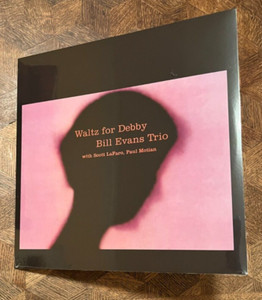 Waltz for Debby
Bill Evans Trio
with Scott LaFaro, Paul Motian